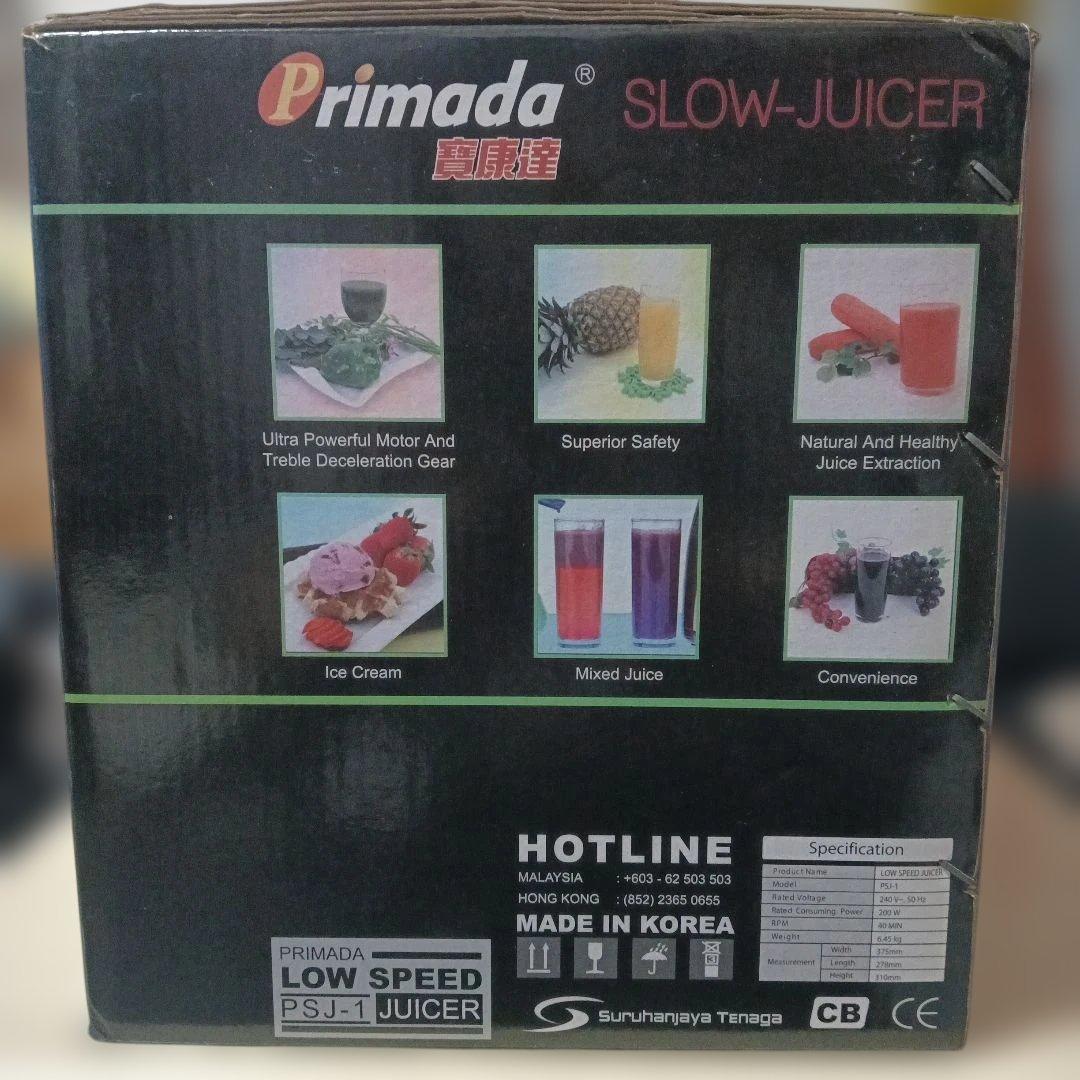 Primada® SLOW-JUICER
寶康達
Ultra Powerful Motor And
Treble Deceleration Gear
Superior Safety
Natural And Healthy
Juice Extraction
Ice Cream
Mixed Juice
Convenience
HOTLINE
MALAYSIA : +603 - 62 503 503
HONG KONG : (852) 2365 0655
MADE IN KOREA
3
Specification
Product Name LOW SPEED JUICER
Model PSJ-1
Rated Voltage 240 V~, 50 Hz
Rated Consuming Power 200 W
RPM 40 MIN
Weight 6.45 kg
Measurement Width 375mm
Length 278mm
Height 310mm
PRIMADA
LOW SPEED
PSJ-1 JUICER
Suruhanjaya Tenaga
CB
CE